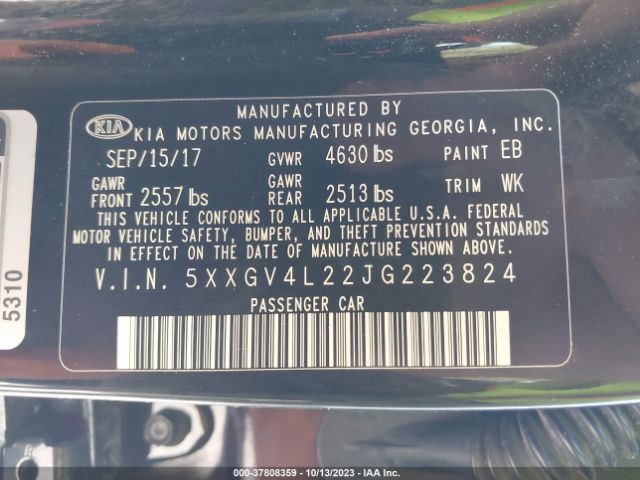 MANUFACTURED BY
KIA
KIA MOTORS MANUFACTURING GEORGIA, INC.
SEP/15/17 GVWR 4630 lbs PAINT EB
GAWR FRONT 2557 lbs GAWR REAR 2513 lbs TRIM WK
THIS VEHICLE CONFORMS TO ALL APPLICABLE U.S.A. FEDERAL
MOTOR VEHICLE SAFETY, BUMPER, AND THEFT PREVENTION STANDARDS
IN EFFECT ON THE DATE OF MANUFACTURE SHOWN ABOVE.
V.I.N. 5XXGV4L22JG223824
PASSENGER CAR
5310
000-37808359 - 10/13/2023 - IAA Inc.